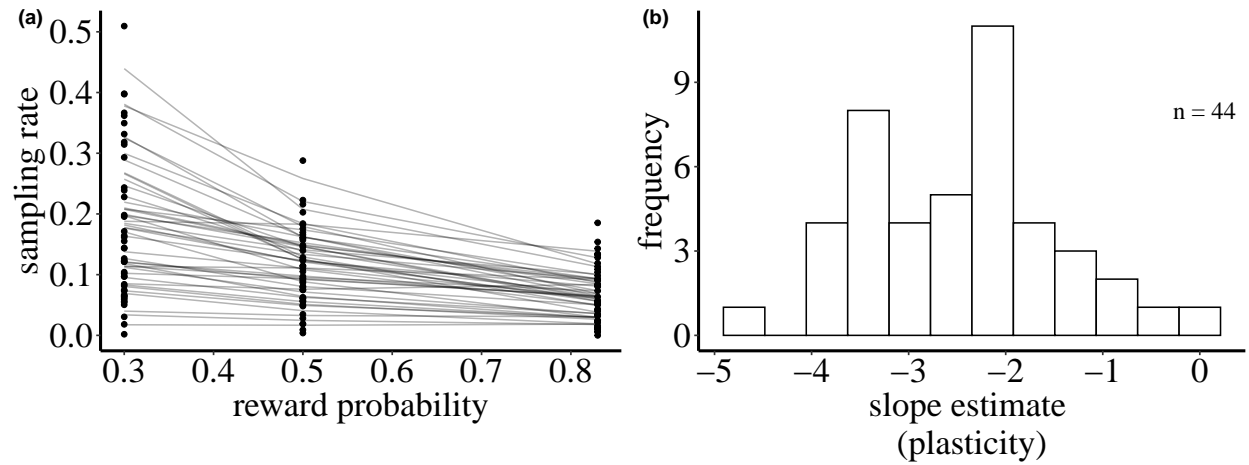 (a)
0.5
0.4
0.3
0.2
0.1
0.0
sampling rate
0.3 0.4 0.5 0.6 0.7 0.8
reward probability
(b)
9
6
3
0
frequency
n = 44
−5 −4 −3 −2 −1 0
slope estimate
(plasticity)